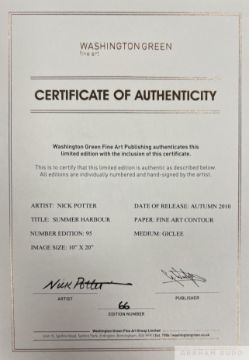 WASHINGTON GREEN
fine art
CERTIFICATE OF AUTHENTICITY
Washington Green Fine Art Publishing authenticates this
limited edition with the inclusion of this certificate.
This is to certify that this limited edition is authentic as described below.
All editions are individually numbered and hand-signed by the artist.
ARTIST: NICK POTTER
DATE OF RELEASE: AUTUMN 2010
TITLE: SUMMER HARBOUR
PAPER: FINE ART CONTOUR
NUMBER EDITION: 95
MEDIUM: GICLEE
IMAGE SIZE: 10" X 20"
Nick Potter
ARTIST
PUBLISHER
66
EDITION NUMBER
Washington Green Fine Art Group Limited